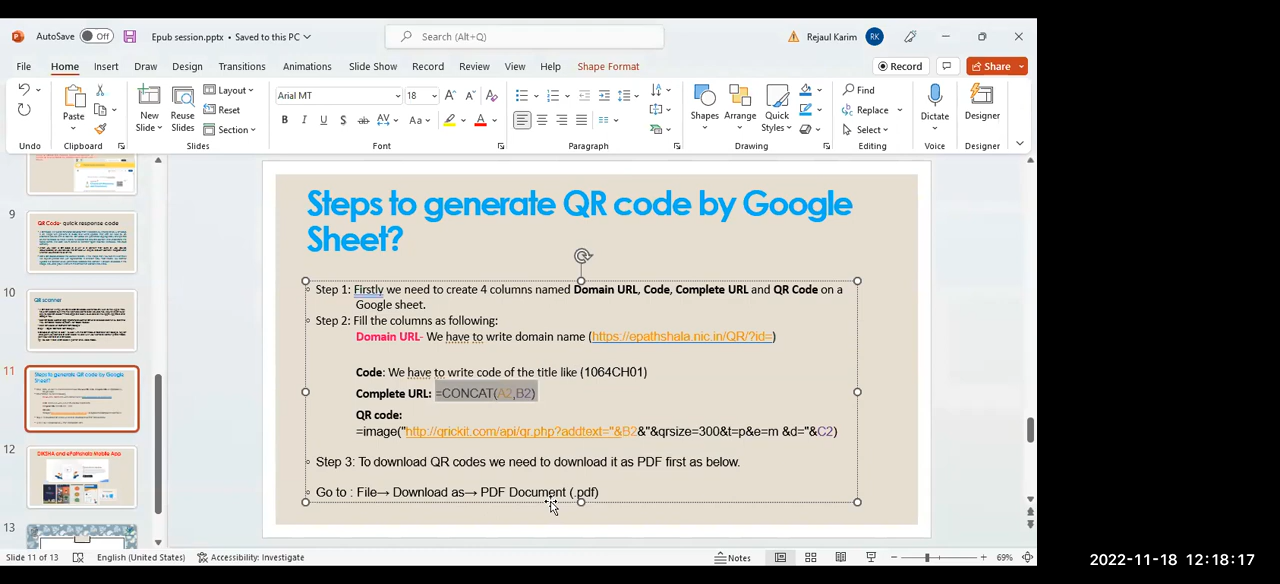 AutoSave Off Epub session.pptx • Saved to this PC Search (Alt+Q) Rejaul Karim RK
File Home Insert Draw Design Transitions Animations Slide Show Record Review View Help Shape Format Record Share
Paste New Slide Reuse Slides Layout Reset Section Arial MT 18 Shapes Arrange Quick Styles Find Replace Select Dictate Designer
Undo Clipboard Slides Font Paragraph Drawing Editing Voice Designer
9
QR Code- quick response code
10
QR scanner
11
Steps to generate QR code by Google Sheet?
12
DIKSHA and ePathshala Mobile App
13
Steps to generate QR code by Google
Sheet?
◦ Step 1: Firstly we need to create 4 columns named Domain URL, Code, Complete URL and QR Code on a
Google sheet.
◦ Step 2: Fill the columns as following:
Domain URL- We have to write domain name (https://epathshala.nic.in/QR/?id=)
Code: We have to write code of the title like (1064CH01)
Complete URL: =CONCAT(A2,B2)
QR code:
=image("http://qrickit.com/api/qr.php?addtext="&B2&"&qrsize=300&t=p&e=m &d="&C2)
◦ Step 3: To download QR codes we need to download it as PDF first as below.
◦ Go to : File→ Download as→ PDF Document (.pdf)
Slide 11 of 13 English (United States) Accessibility: Investigate Notes 69%
2022-11-18 12:18:17